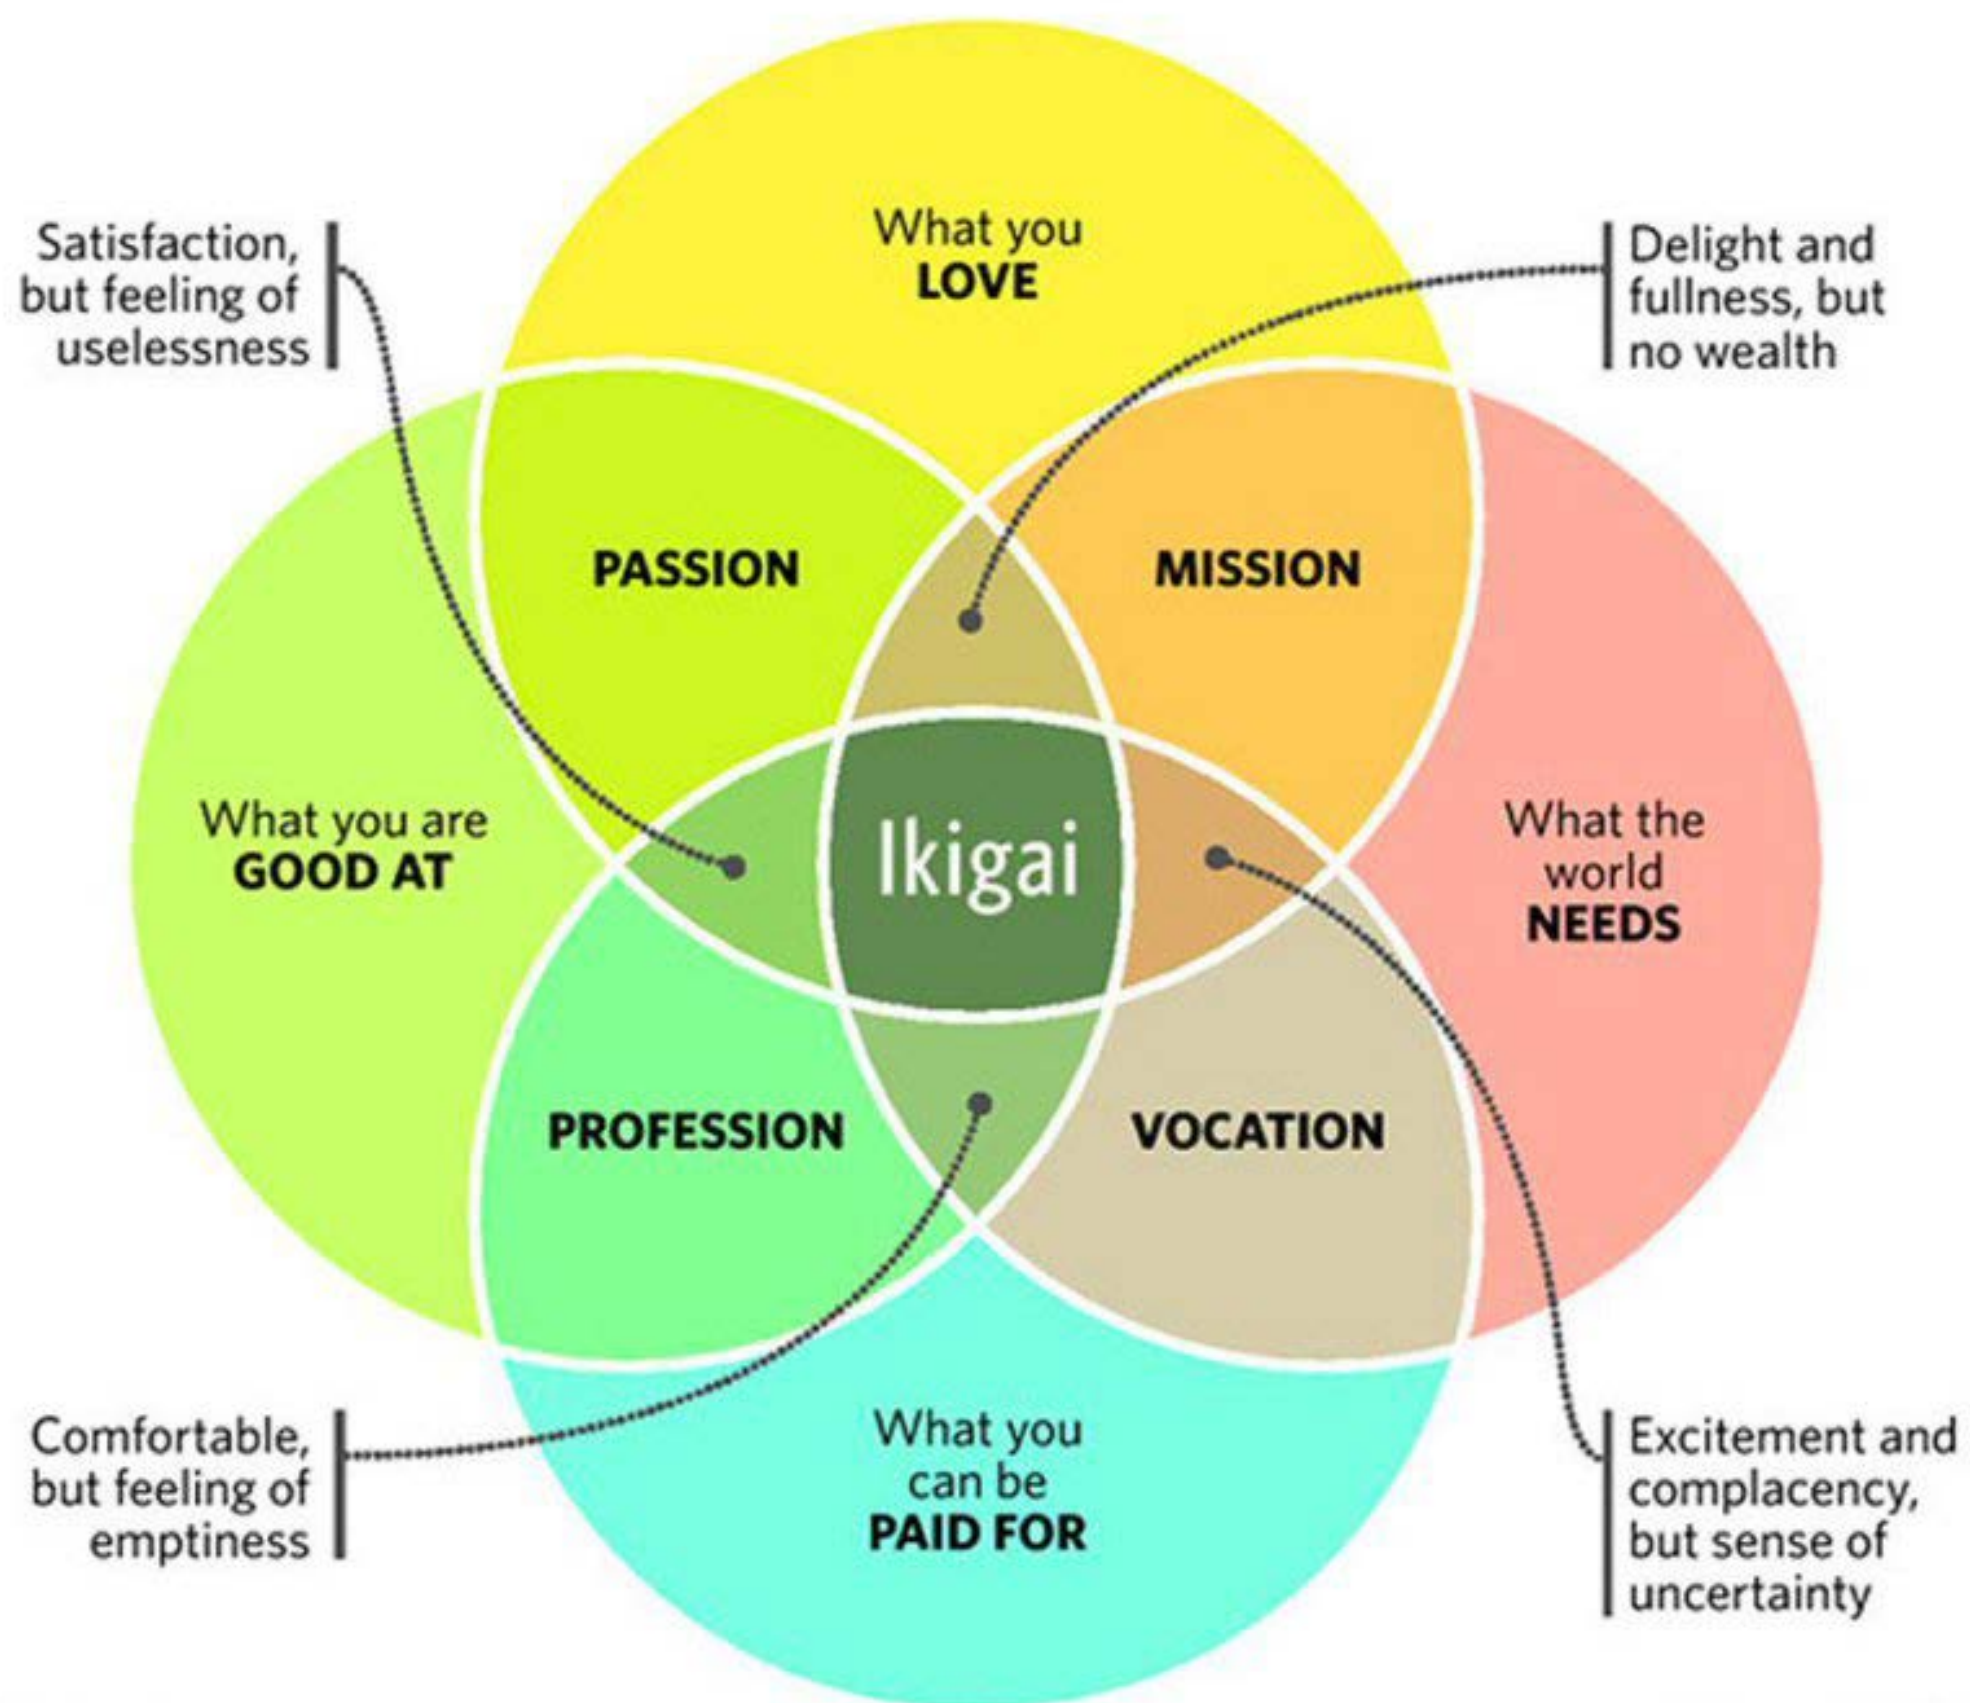 What you
LOVE
Satisfaction,
but feeling of
uselessness
Delight and
fullness, but
no wealth
PASSION
MISSION
What you are
GOOD AT
Ikigai
What the
world
NEEDS
PROFESSION
VOCATION
Comfortable,
but feeling of
emptiness
What you
can be
PAID FOR
Excitement and
complacency,
but sense of
uncertainty